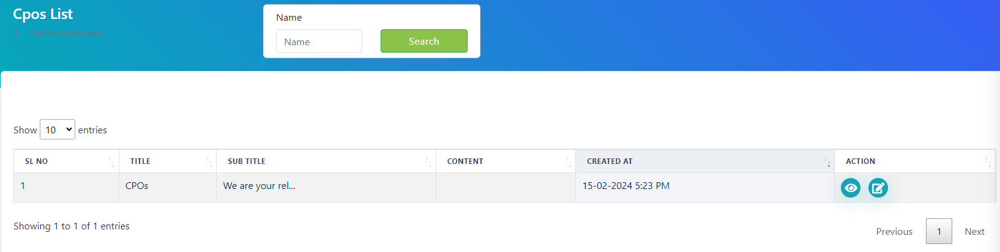 Cpos List
- Student Applications
Name
Name
Search
Show 10 entries
SL NO TITLE SUB TITLE CONTENT CREATED AT ACTION
1 CPOs We are your rel... 15-02-2024 5:23 PM
Showing 1 to 1 of 1 entries
Previous 1 Next